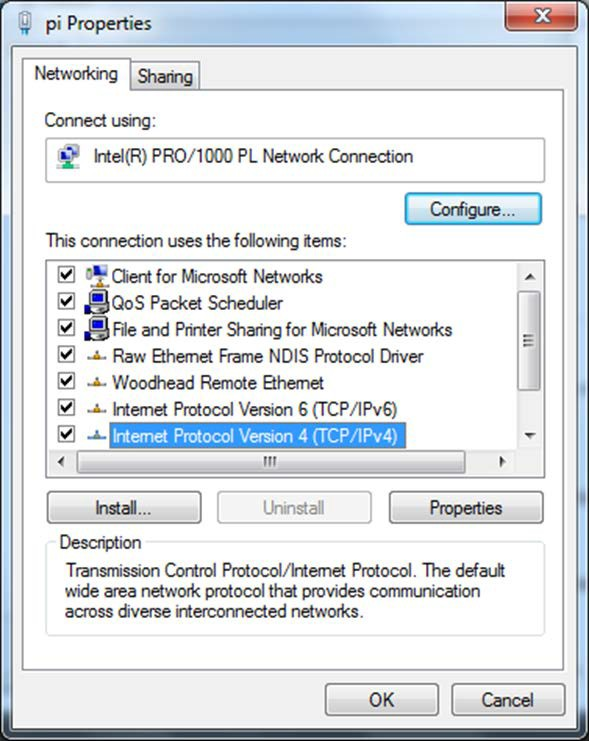 pi Properties
Networking
Sharing
Connect using:
Intel(R) PRO/1000 PL Network Connection
Configure...
This connection uses the following items:
Client for Microsoft Networks
QoS Packet Scheduler
File and Printer Sharing for Microsoft Networks
Raw Ethernet Frame NDIS Protocol Driver
Woodhead Remote Ethernet
Internet Protocol Version 6 (TCP/IPv6)
Internet Protocol Version 4 (TCP/IPv4)
Install...
Uninstall
Properties
Description
Transmission Control Protocol/Internet Protocol. The default
wide area network protocol that provides communication
across diverse interconnected networks.
OK
Cancel